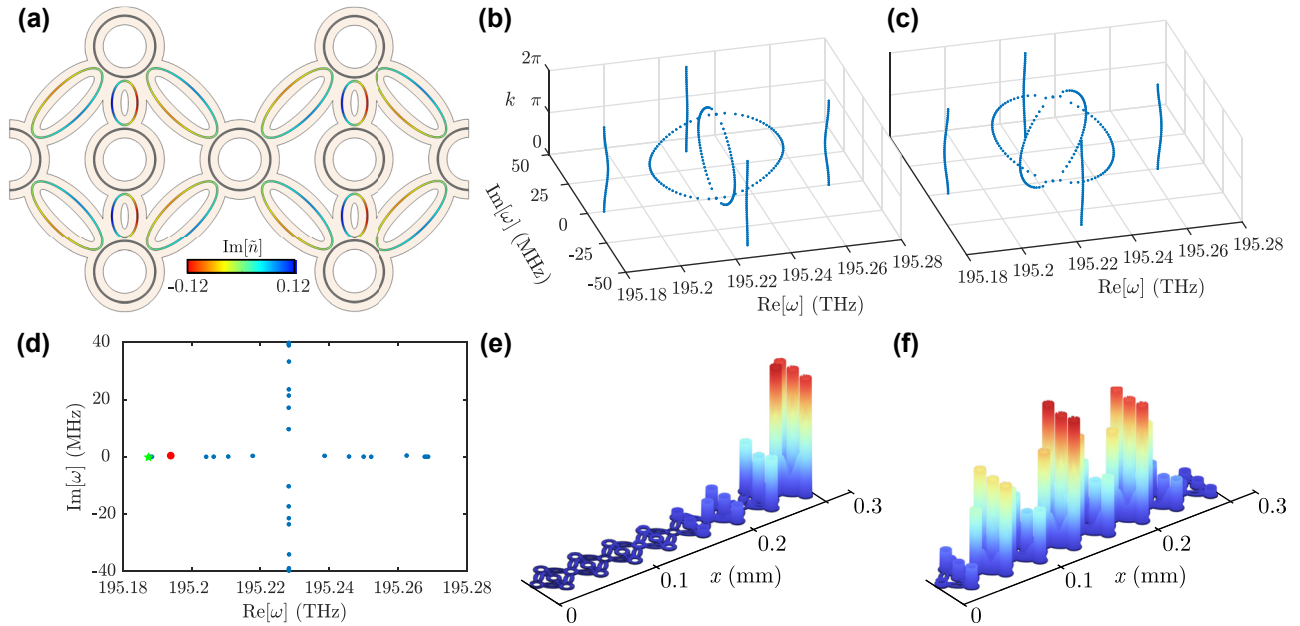 (a)
Im[ñ]
-0.12
0.12
(b)
2π
k
π
0
50
25
0
-25
-50
Im[ω] (MHz)
195.18
195.2
195.22
195.24
195.26
195.28
Re[ω] (THz)
(c)
195.18
195.2
195.22
195.24
195.26
195.28
Re[ω] (THz)
(d)
40
20
0
-20
-40
Im[ω] (MHz)
195.18 195.2 195.22 195.24 195.26 195.28
Re[ω] (THz)
(e)
0
0.1
0.2
0.3
x (mm)
(f)
0
0.1
0.2
0.3
x (mm)